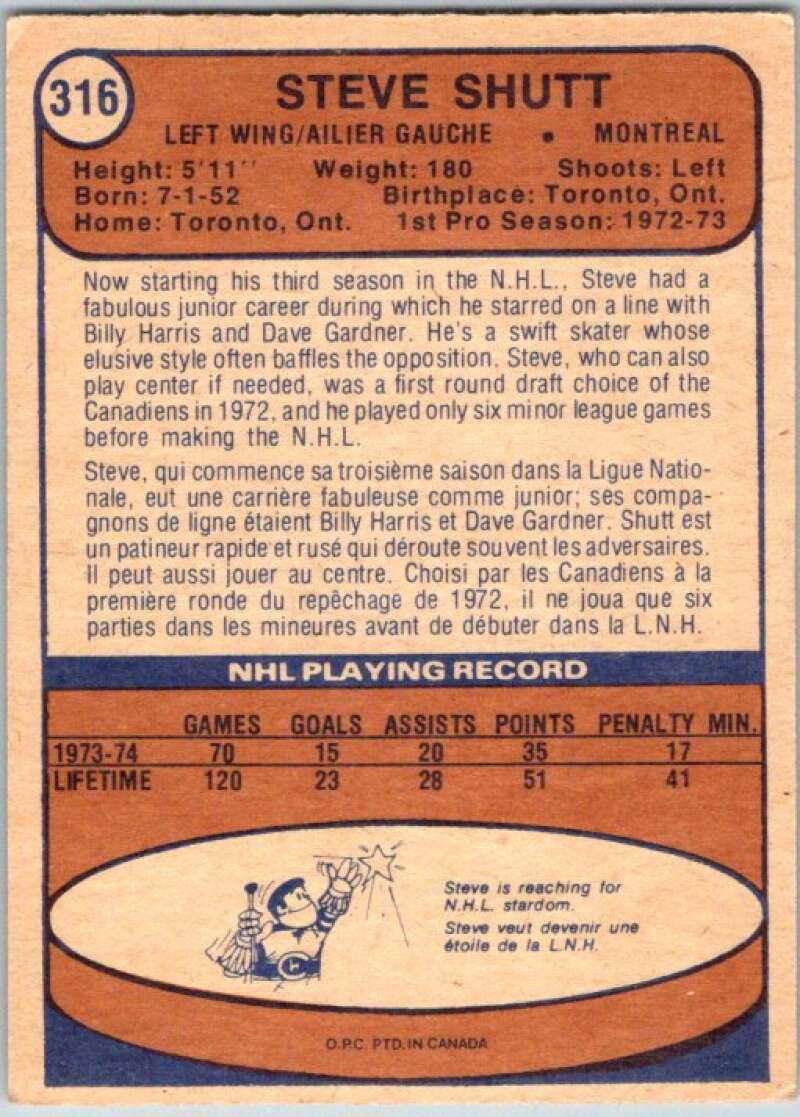 316
STEVE SHUTT
LEFT WING/AILIER GAUCHE • MONTREAL
Height: 5'11" Weight: 180 Shoots: Left
Born: 7-1-52 Birthplace: Toronto, Ont.
Home: Toronto, Ont. 1st Pro Season: 1972-73
Now starting his third season in the N.H.L., Steve had a
fabulous junior career during which he starred on a line with
Billy Harris and Dave Gardner. He's a swift skater whose
elusive style often baffles the opposition. Steve, who can also
play center if needed, was a first round draft choice of the
Canadiens in 1972, and he played only six minor league games
before making the N.H.L.
Steve, qui commence sa troisième saison dans la Ligue Natio-
nale, eut une carrière fabuleuse comme junior; ses compa-
gnons de ligne étaient Billy Harris et Dave Gardner. Shutt est
un patineur rapide et rusé qui déroute souvent les adversaires.
Il peut aussi jouer au centre. Choisi par les Canadiens à la
première ronde du repêchage de 1972, il ne joua que six
parties dans les mineures avant de débuter dans la L.N.H.
NHL PLAYING RECORD
GAMES GOALS ASSISTS POINTS PENALTY MIN.
1973-74 70 15 20 35 17
LIFETIME 120 23 28 51 41
Steve is reaching for
N.H.L. stardom.
Steve veut devenir une
étoile de la L.N.H.
O.P.C. PTD. IN CANADA